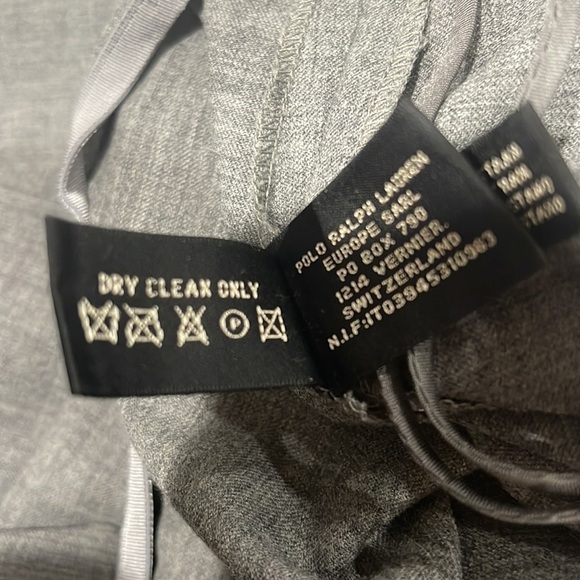 DRY CLEAN ONLY
P
POLO RALPH LAUREN
EUROPE SARL
PO BOX 790
1214 VERNIER.
SWITZERLAND
N.I.F:IT03945310963